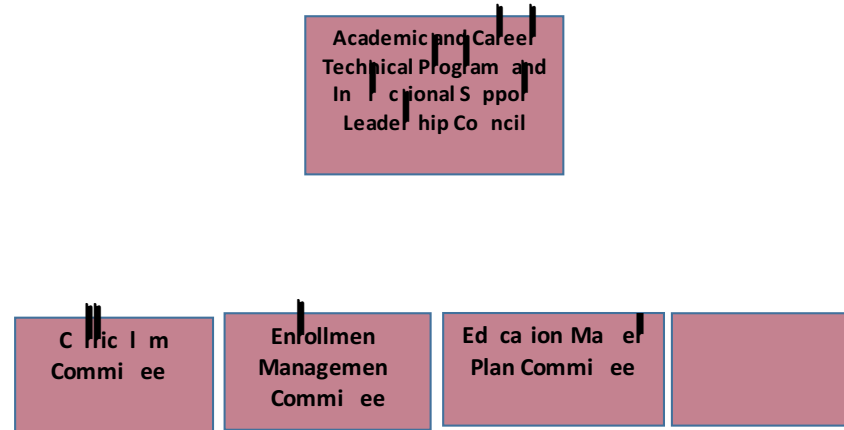 Academic and Career
Technical Program and
In  r  c ional S  ppor
Leader  hip Co  ncil
C  rric  l  m
Commi  ee
Enrollmen
Managemen
Commi  ee
Ed  ca ion Ma  er
Plan Commi  ee